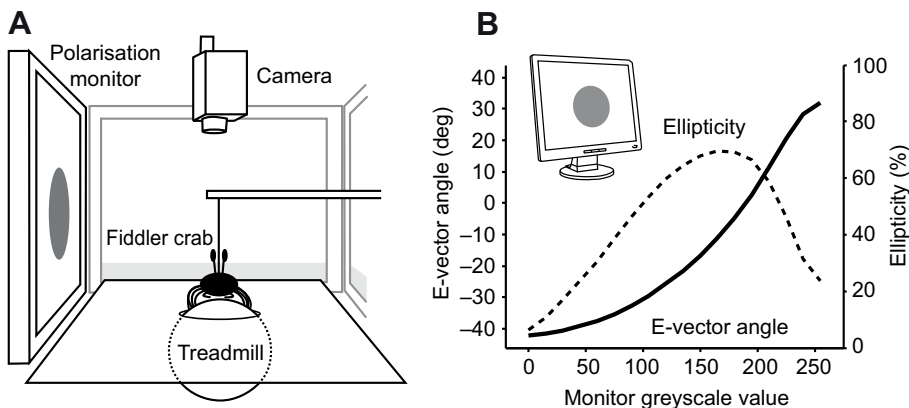 A
Polarisation
monitor
Camera
Fiddler crab
Treadmill
B
E-vector angle (deg)
40
30
20
10
0
–10
–20
–30
–40
Ellipticity
E-vector angle
100
80
60
40
20
0
Ellipticity (%)
0 50 100 150 200 250
Monitor greyscale value